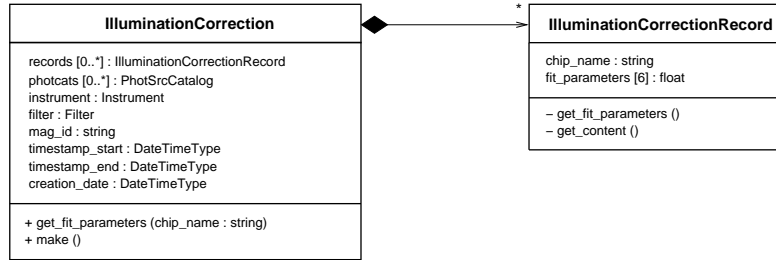 IlluminationCorrection
records [0..*] : IlluminationCorrectionRecord
photcats [0..*] : PhotSrcCatalog
instrument : Instrument
filter : Filter
mag_id : string
timestamp_start : DateTimeType
timestamp_end : DateTimeType
creation_date : DateTimeType
+ get_fit_parameters (chip_name : string)
+ make ()
*
IlluminationCorrectionRecord
chip_name : string
fit_parameters [6] : float
– get_fit_parameters ()
– get_content ()